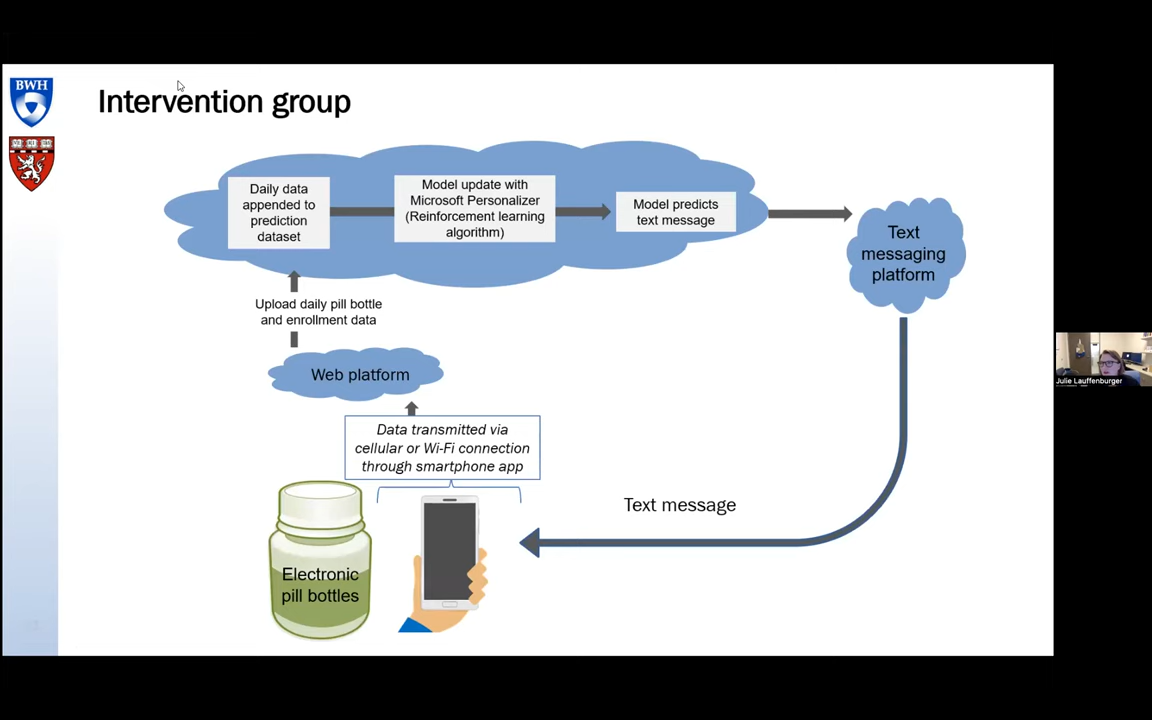 BWH
Intervention group
Daily data
appended to
prediction
dataset
Model update with
Microsoft Personalizer
(Reinforcement learning
algorithm)
Model predicts
text message
Text
messaging
platform
Upload daily pill bottle
and enrollment data
Web platform
Data transmitted via
cellular or Wi-Fi connection
through smartphone app
Text message
Electronic
pill bottles
Julie Lauffenburger